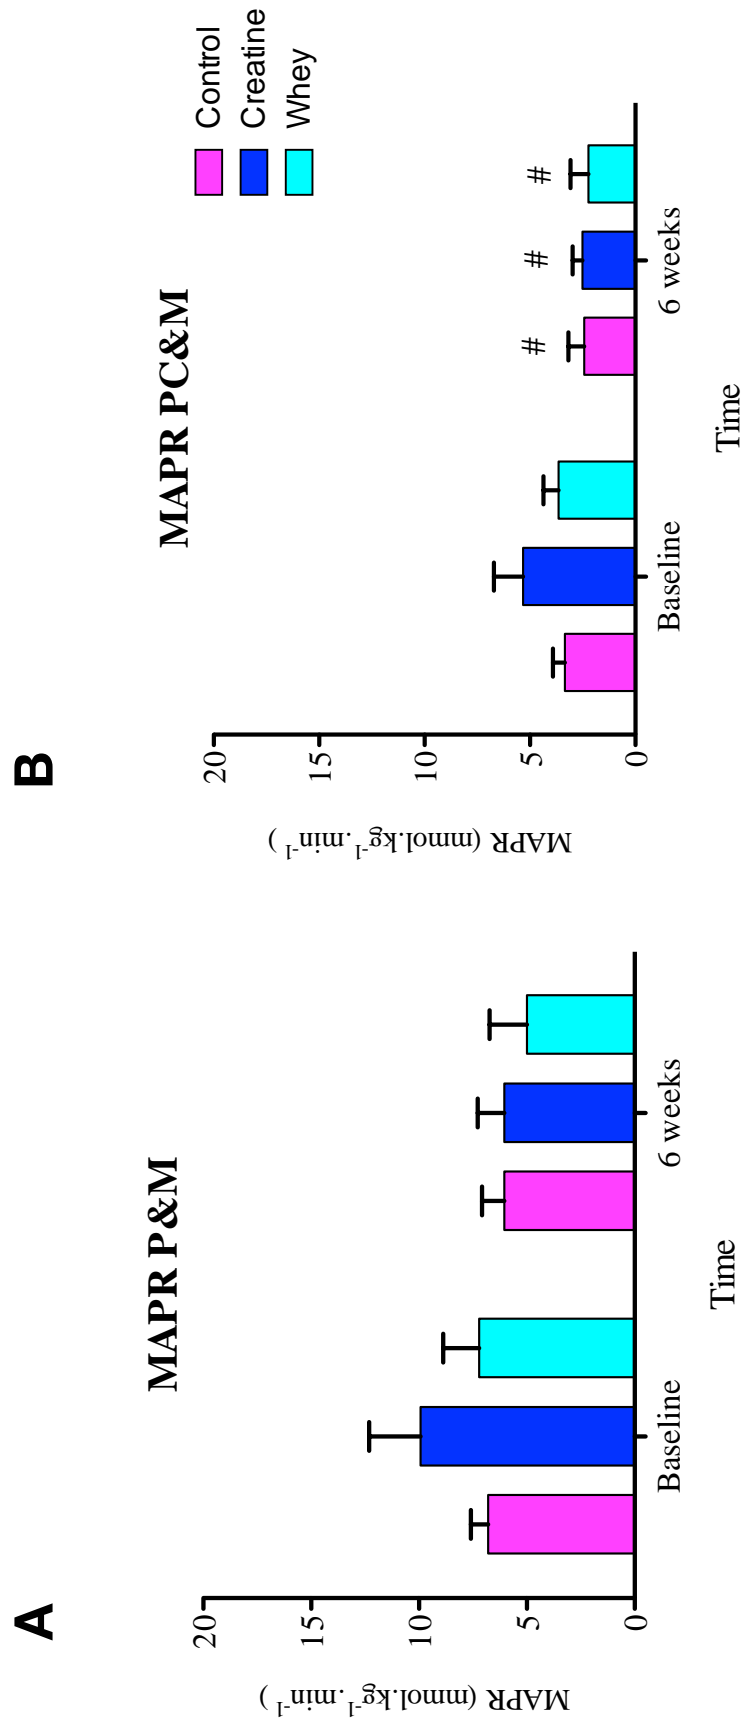 A
MAPR P&M
MAPR (mmol.kg⁻¹.min⁻¹)
20
15
10
5
0
Baseline
6 weeks
Time
B
MAPR PC&M
Control
Creatine
Whey
MAPR (mmol.kg⁻¹.min⁻¹)
20
15
10
5
0
# # #
Baseline
6 weeks
Time